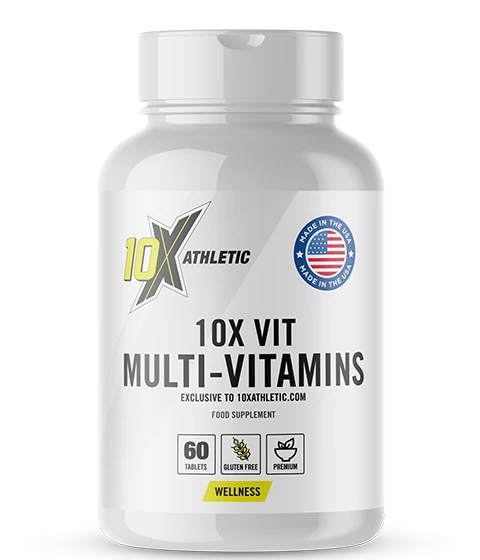 10X ATHLETIC
MADE IN THE USA
MADE IN THE USA
10X VIT
MULTI-VITAMINS
EXCLUSIVE TO 10XATHLETIC.COM
FOOD SUPPLEMENT
60
TABLETS
GLUTEN FREE
PREMIUM
WELLNESS